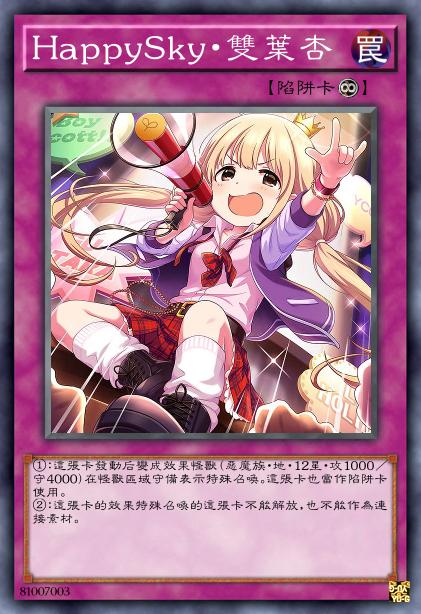 HappySky・雙葉杏
罠
【陷阱卡♾】
Boy
cott!
①：這張卡發動后變成效果怪獸(惡魔族・地・12星・攻1000／
守4000)在怪獸區域守備表示特殊召喚。這張卡也當作陷阱卡
使用。
②：這張卡的效果特殊召喚的這張卡不能解放，也不能作為連
接素材。
81007003